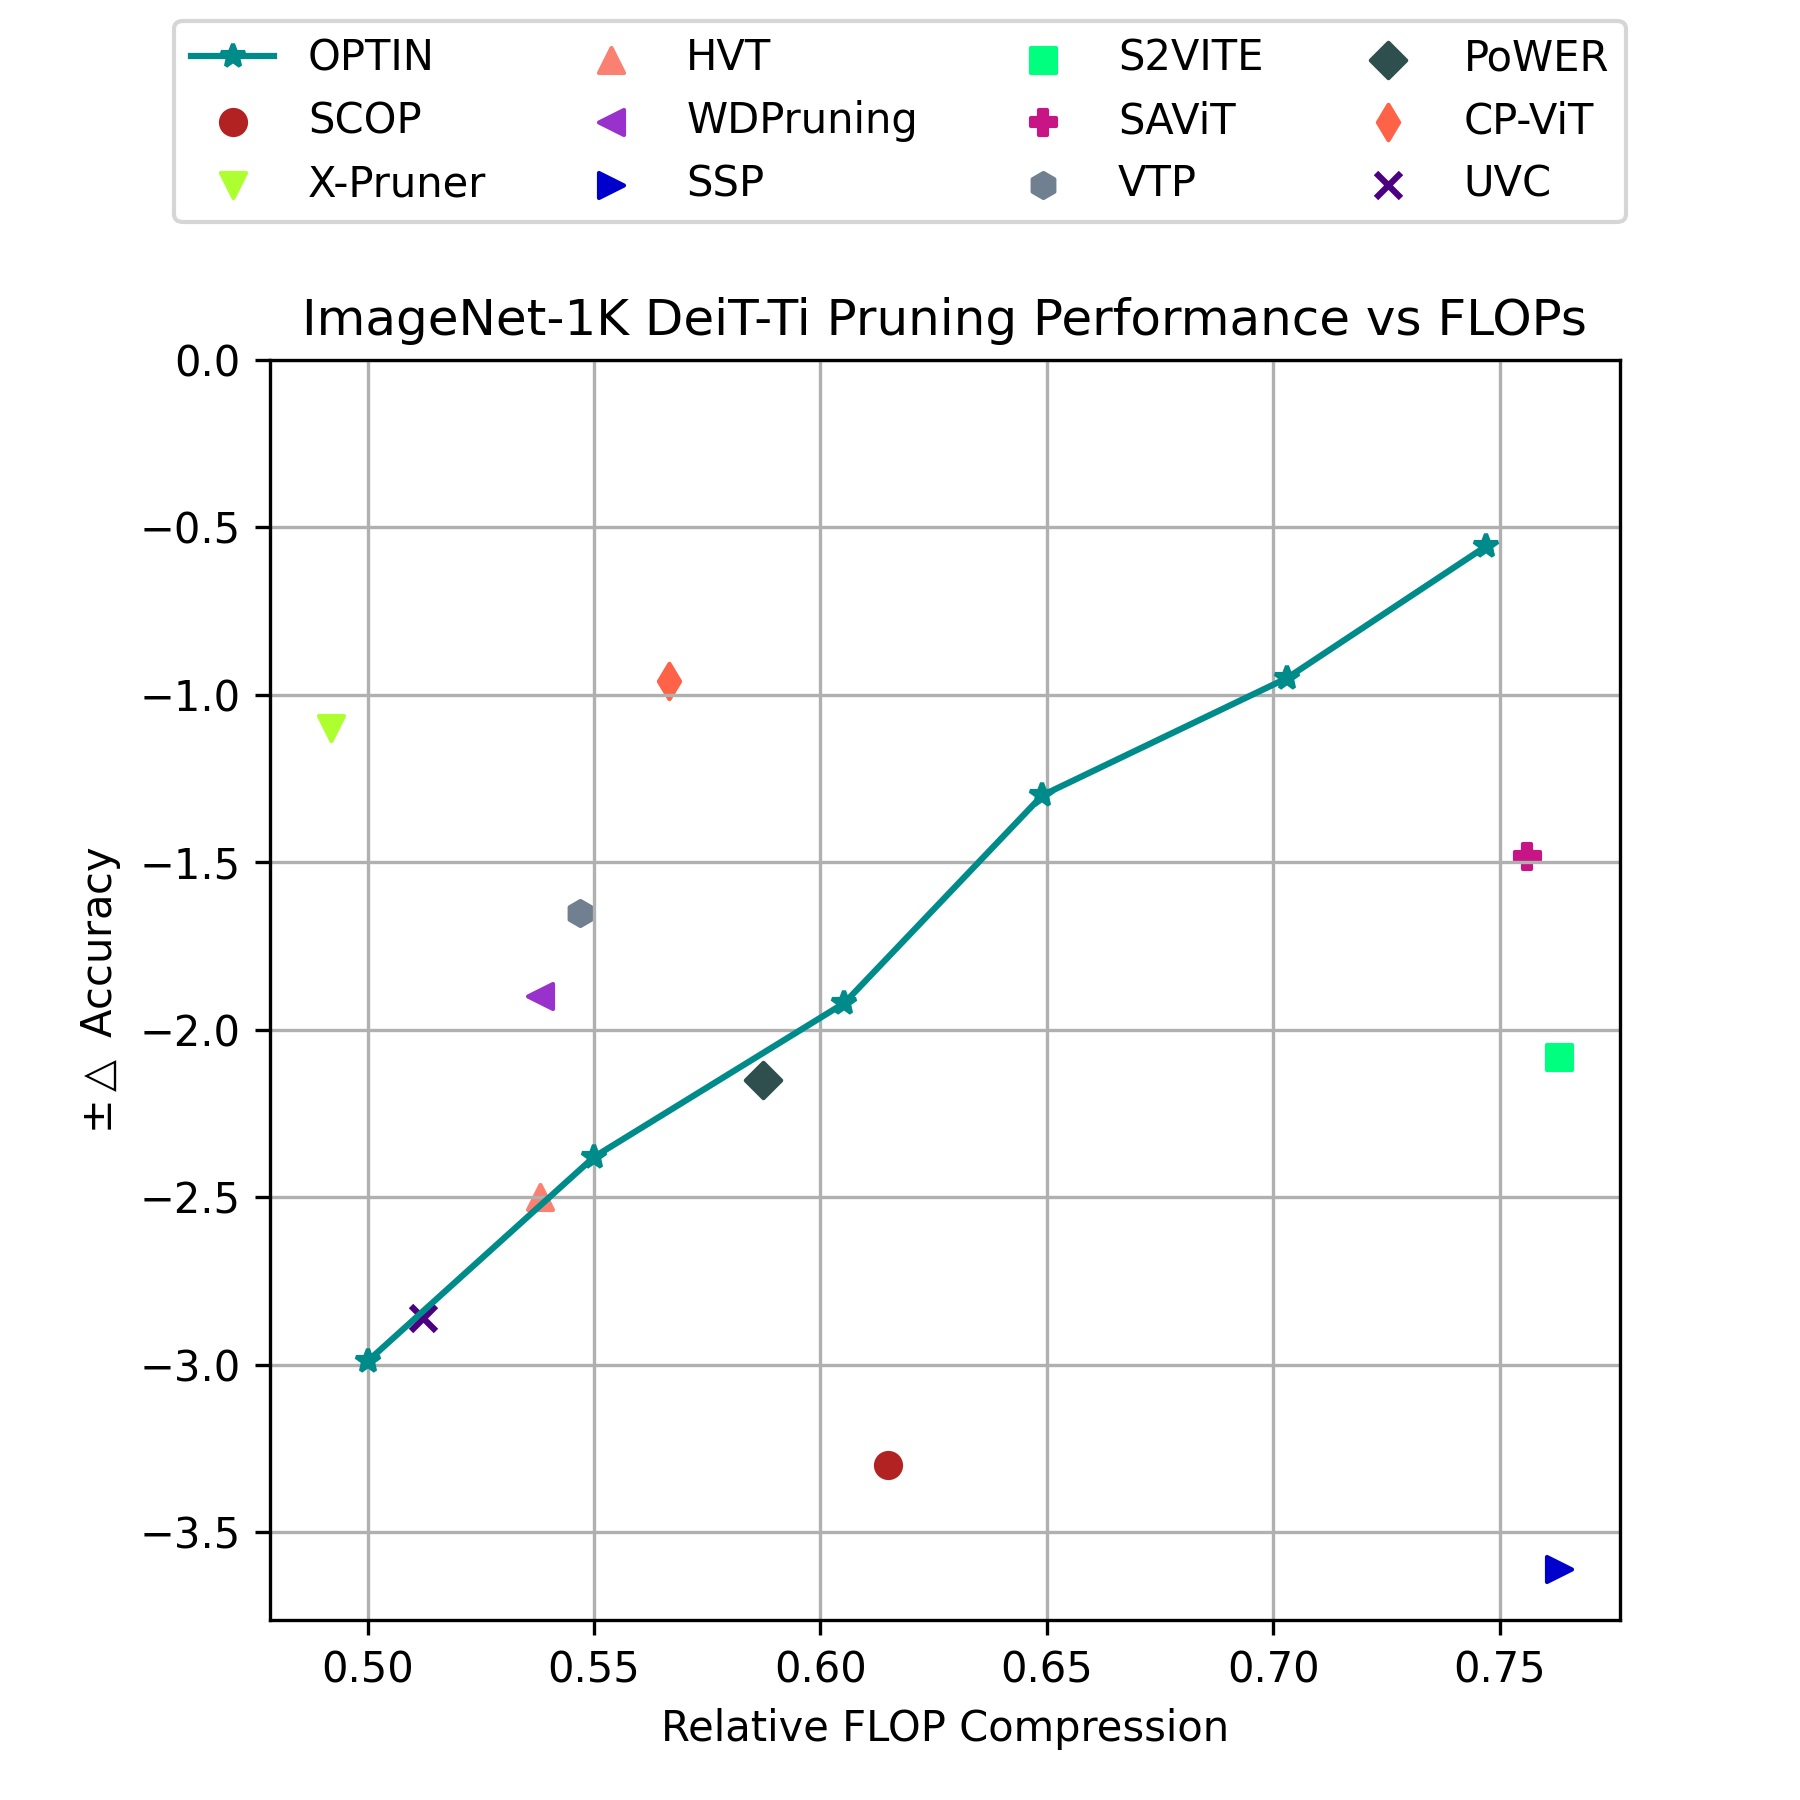 OPTIN HVT S2VITE PoWER
SCOP WDPruning SAViT CP-ViT
X-Pruner SSP VTP UVC
ImageNet-1K DeiT-Ti Pruning Performance vs FLOPs
0.0
−0.5
−1.0
−1.5
−2.0
−2.5
−3.0
−3.5
± △ Accuracy
0.50 0.55 0.60 0.65 0.70 0.75
Relative FLOP Compression